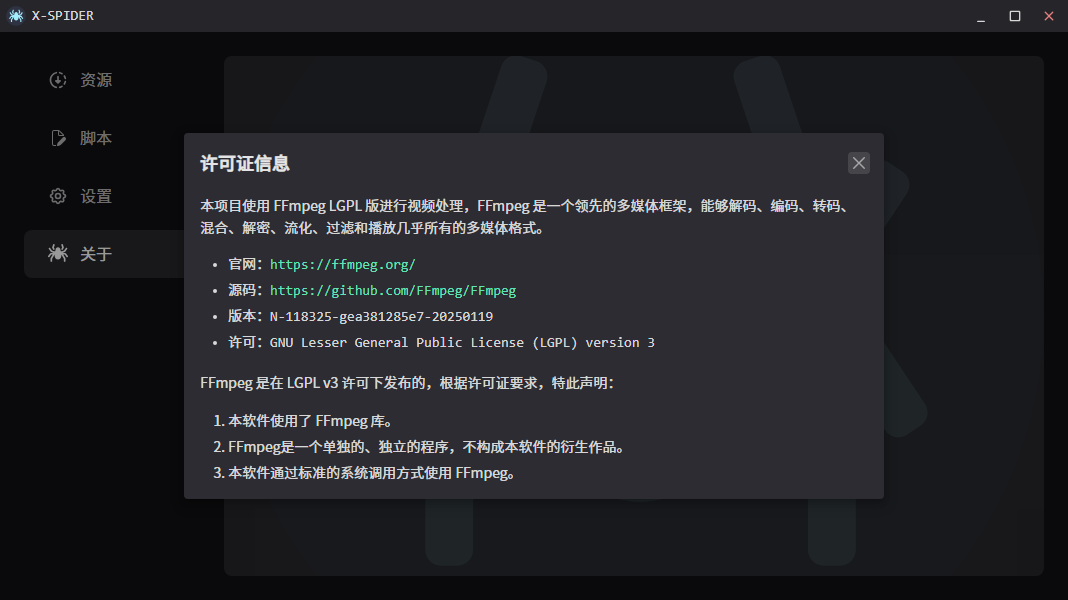 X-SPIDER
资源
脚本
设置
关于
许可证信息
本项目使用 FFmpeg LGPL 版进行视频处理，FFmpeg 是一个领先的多媒体框架，能够解码、编码、转码、
混合、解密、流化、过滤和播放几乎所有的多媒体格式。
• 官网：https://ffmpeg.org/
• 源码：https://github.com/FFmpeg/FFmpeg
• 版本：N-118325-gea381285e7-20250119
• 许可：GNU Lesser General Public License (LGPL) version 3
FFmpeg 是在 LGPL v3 许可下发布的，根据许可证要求，特此声明：
1. 本软件使用了 FFmpeg 库。
2. FFmpeg是一个单独的、独立的程序，不构成本软件的衍生作品。
3. 本软件通过标准的系统调用方式使用 FFmpeg。